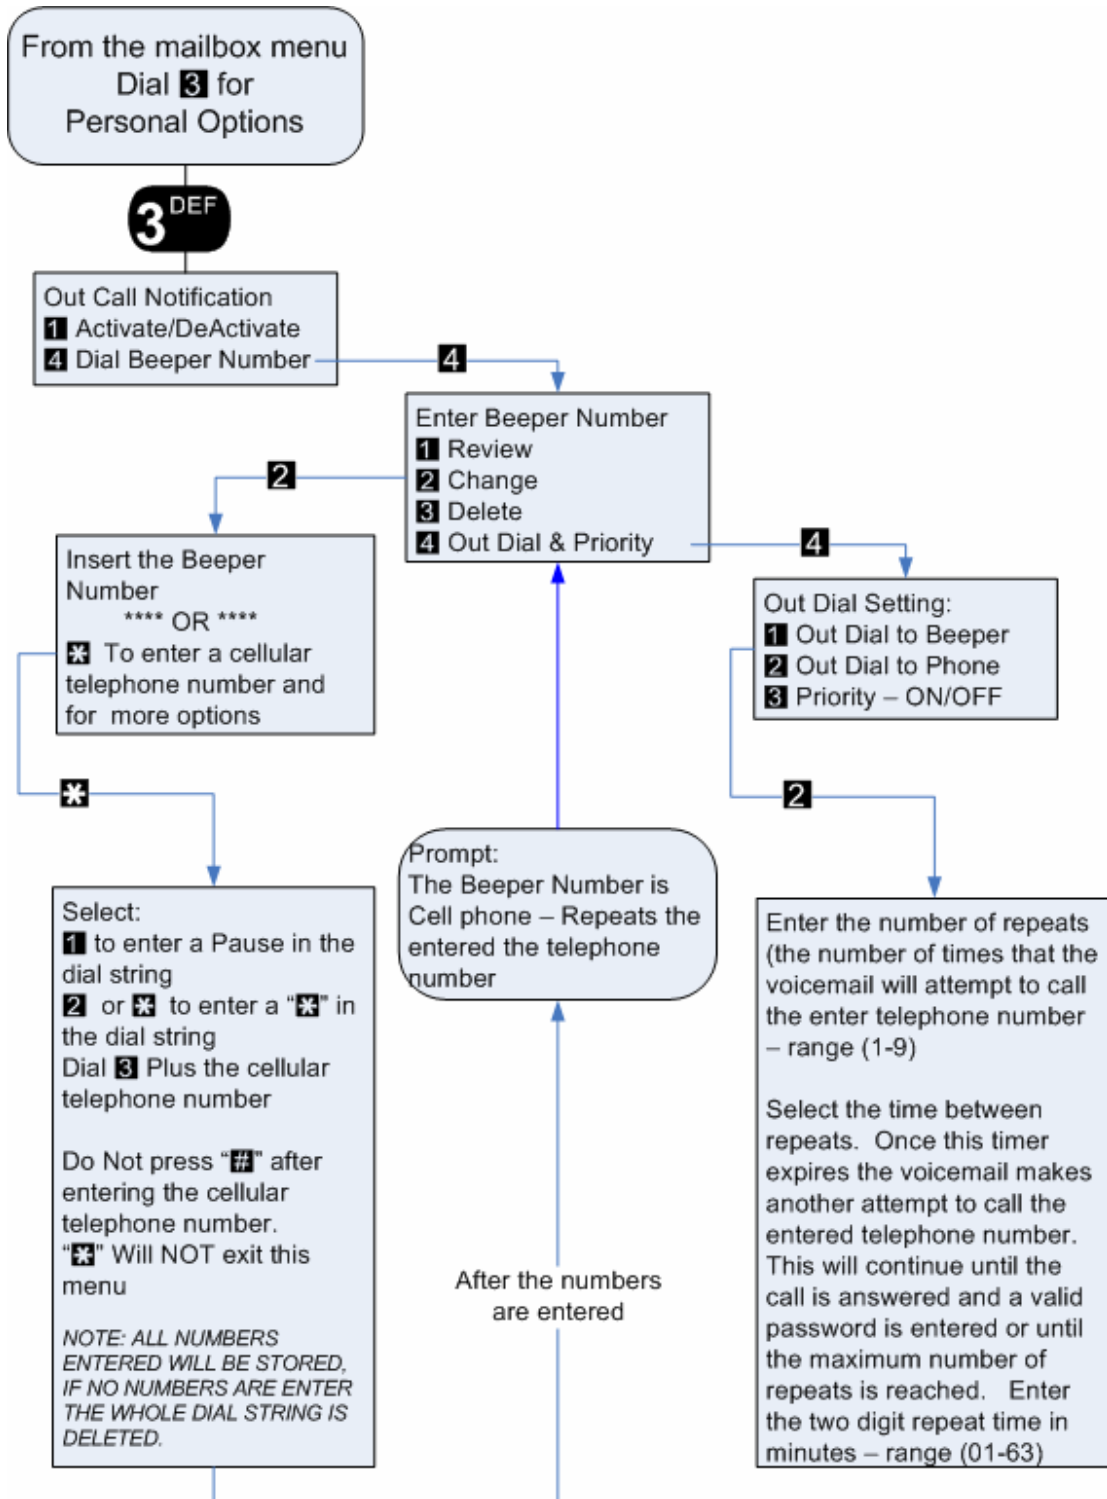 From the mailbox menu
Dial 3 for
Personal Options
3 DEF
Out Call Notification
1 Activate/DeActivate
4 Dial Beeper Number
4
Enter Beeper Number
1 Review
2 Change
3 Delete
4 Out Dial & Priority
2
4
Insert the Beeper
Number
**** OR ****
* To enter a cellular
telephone number and
for more options
Out Dial Setting:
1 Out Dial to Beeper
2 Out Dial to Phone
3 Priority – ON/OFF
*
2
Prompt:
The Beeper Number is
Cell phone – Repeats the
entered the telephone
number
Select:
1 to enter a Pause in the
dial string
2 or * to enter a “*” in
the dial string
Dial 3 Plus the cellular
telephone number
Do Not press “#” after
entering the cellular
telephone number.
“*” Will NOT exit this
menu
NOTE: ALL NUMBERS
ENTERED WILL BE STORED,
IF NO NUMBERS ARE ENTER
THE WHOLE DIAL STRING IS
DELETED.
After the numbers
are entered
Enter the number of repeats
(the number of times that the
voicemail will attempt to call
the enter telephone number
– range (1-9)
Select the time between
repeats. Once this timer
expires the voicemail makes
another attempt to call the
entered telephone number.
This will continue until the
call is answered and a valid
password is entered or until
the maximum number of
repeats is reached. Enter
the two digit repeat time in
minutes – range (01-63)